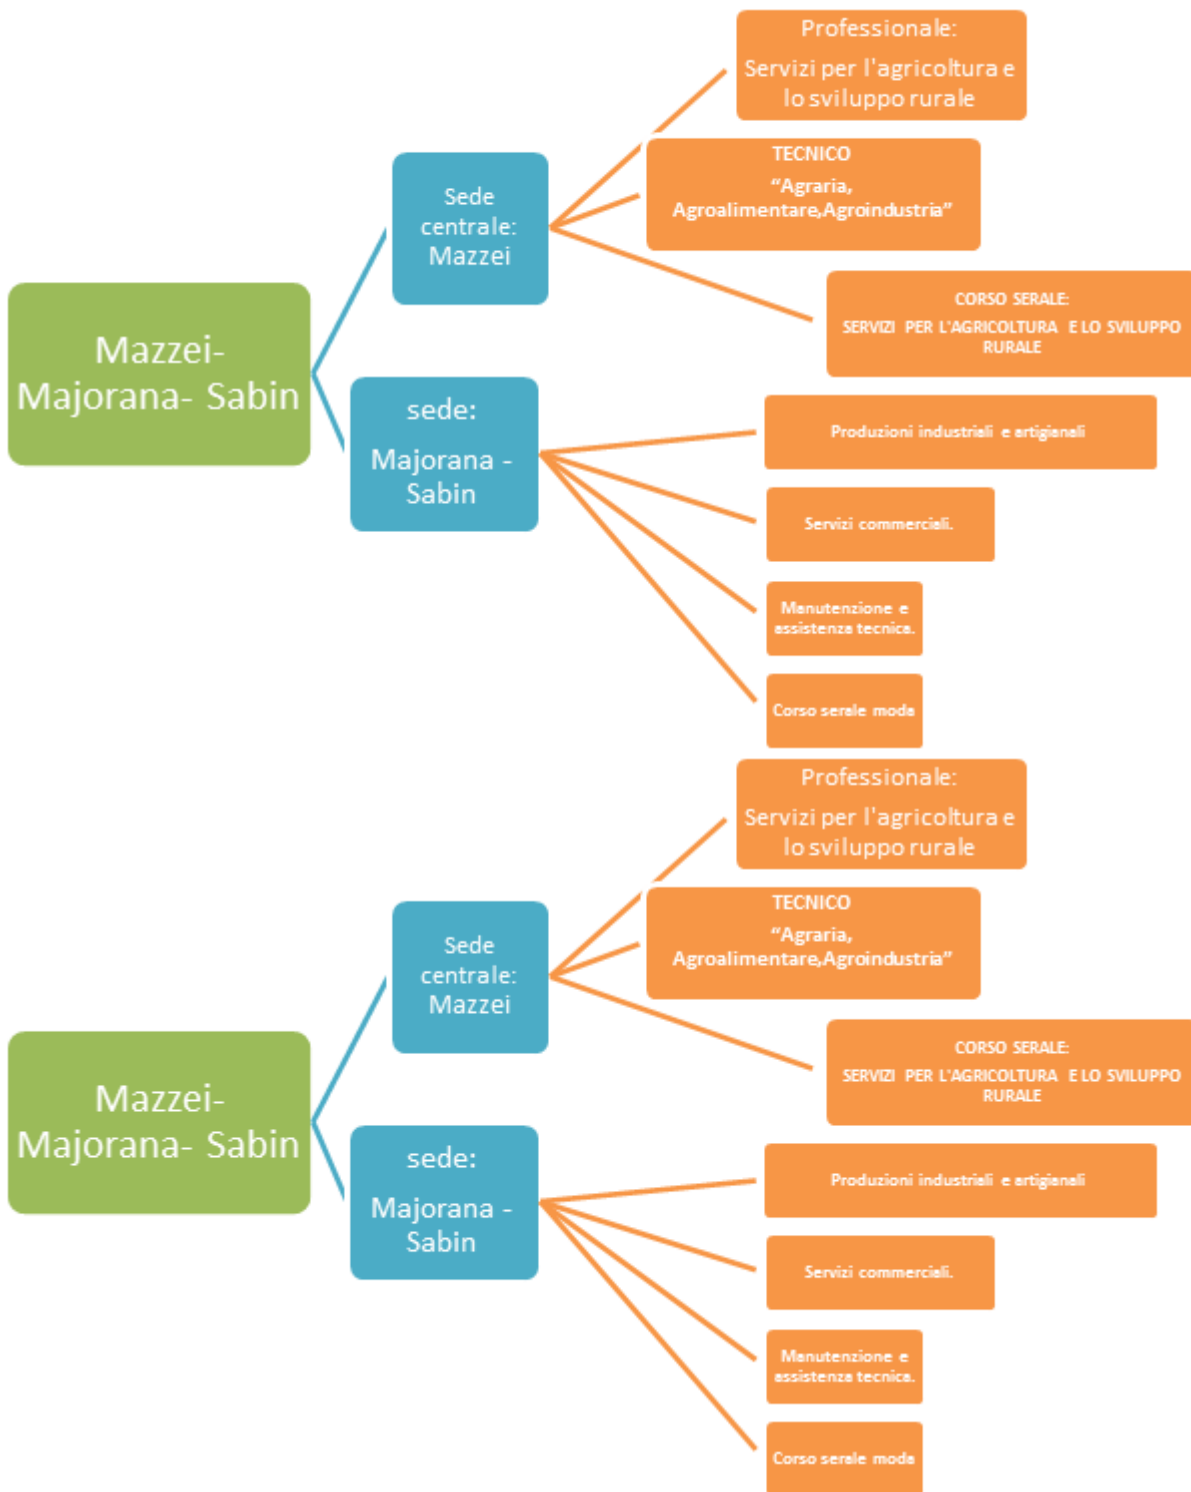 Mazzei-
Majorana- Sabin
Sede
centrale:
Mazzei
Professionale:
Servizi per l'agricoltura e
lo sviluppo rurale
TECNICO
“Agraria,
Agroalimentare,Agroindustria”
CORSO SERALE:
SERVIZI PER L'AGRICOLTURA E LO SVILUPPO
RURALE
sede:
Majorana -
Sabin
Produzioni industriali e artigianali
Servizi commerciali.
Manutenzione e
assistenza tecnica.
Corso serale moda
Mazzei-
Majorana- Sabin
Sede
centrale:
Mazzei
Professionale:
Servizi per l'agricoltura e
lo sviluppo rurale
TECNICO
“Agraria,
Agroalimentare,Agroindustria”
CORSO SERALE:
SERVIZI PER L'AGRICOLTURA E LO SVILUPPO
RURALE
sede:
Majorana -
Sabin
Produzioni industriali e artigianali
Servizi commerciali.
Manutenzione e
assistenza tecnica.
Corso serale moda